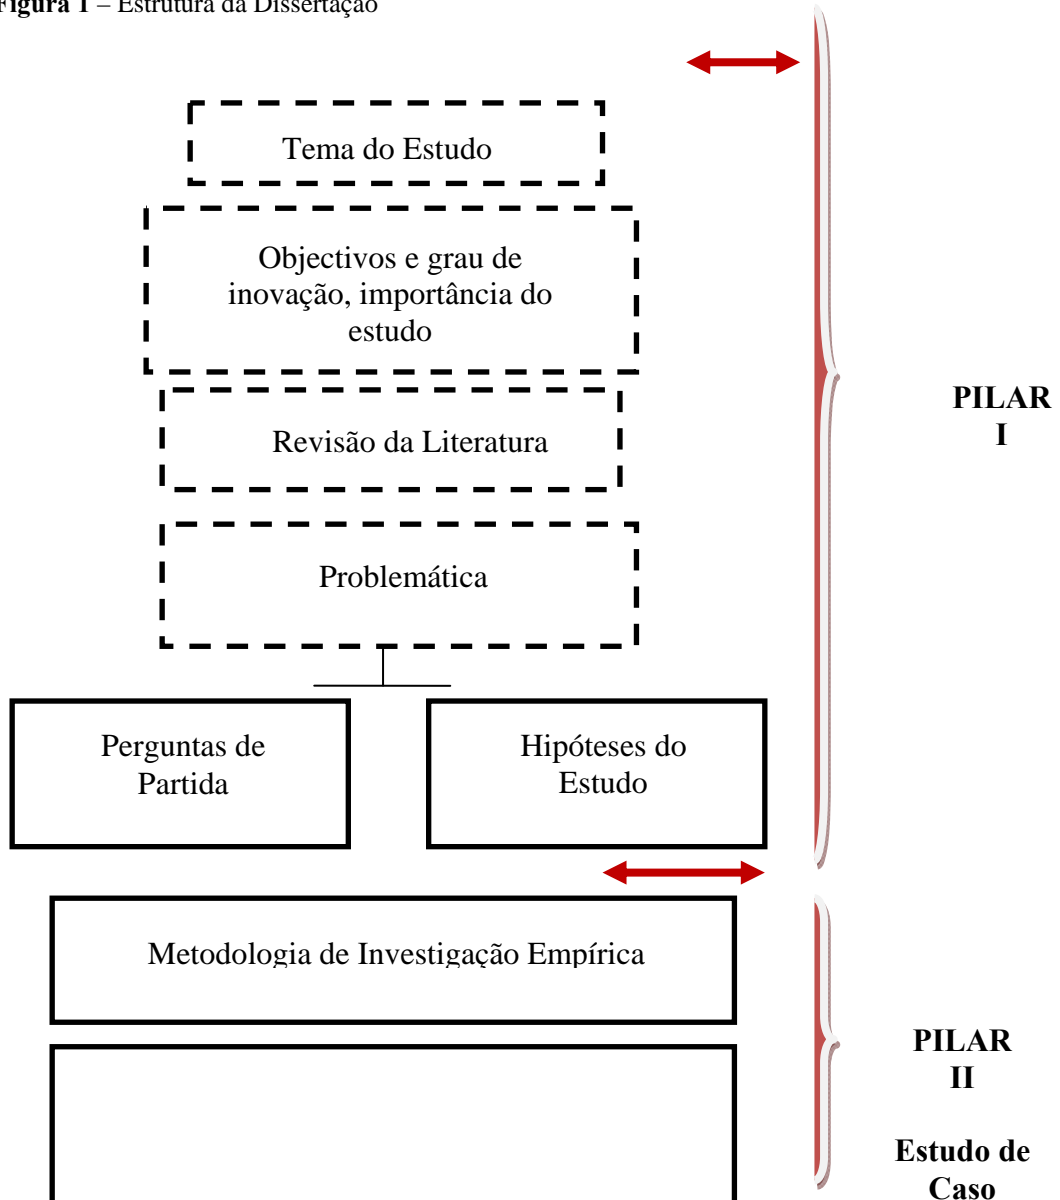 Figura 1 – Estrutura da Dissertação
Tema do Estudo
Objectivos e grau de
inovação, importância do
estudo
Revisão da Literatura
PILAR
I
Problemática
Perguntas de
Partida
Hipóteses do
Estudo
Metodologia de Investigação Empírica
PILAR
II
Estudo de
Caso